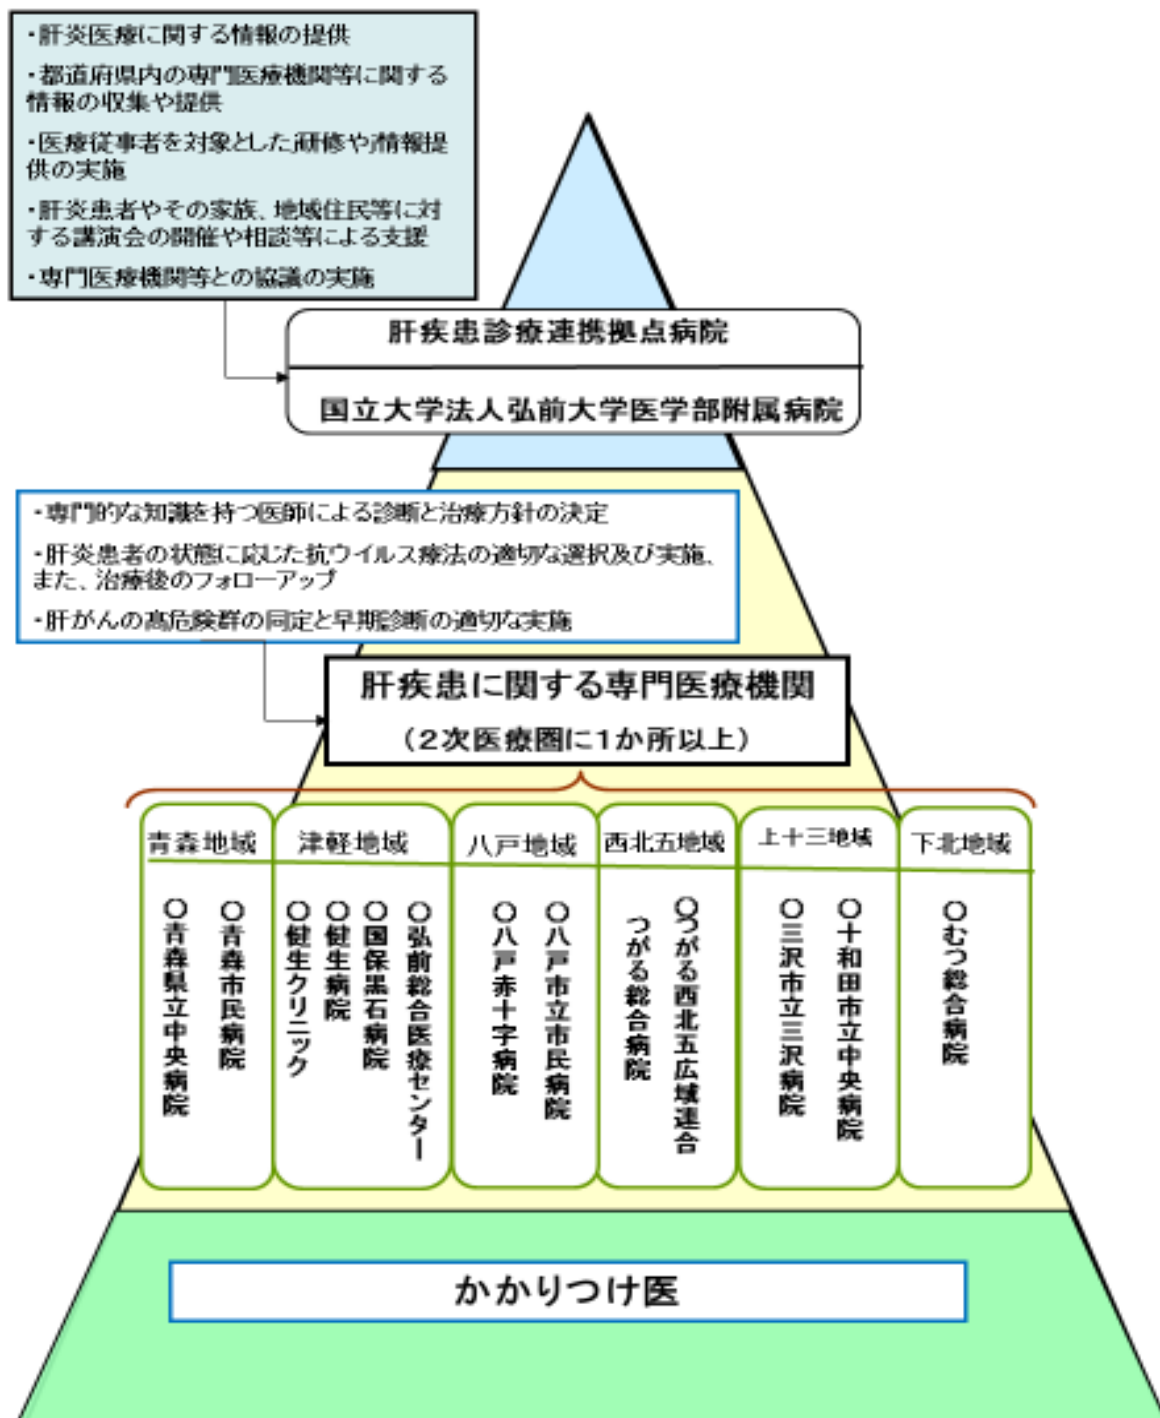 ・肝炎医療に関する情報の提供
・都道府県内の専門医療機関等に関する
情報の収集や提供
・医療従事者を対象とした研修や情報提
供の実施
・肝炎患者やその家族、地域住民等に対
する講演会の開催や相談等による支援
・専門医療機関等との協議の実施
肝疾患診療連携拠点病院
国立大学法人弘前大学医学部附属病院
・専門的な知識を持つ医師による診断と治療方針の決定
・肝炎患者の状態に応じた抗ウイルス療法の適切な選択及び実施、
また、治療後のフォローアップ
・肝がんの高危険群の同定と早期診断の適切な実施
肝疾患に関する専門医療機関
（２次医療圏に１か所以上）
青森地域
〇青森市民病院
〇青森県立中央病院
津軽地域
〇弘前総合医療センター
〇国保黒石病院
〇健生病院
〇健生クリニック
八戸地域
〇八戸市立市民病院
〇八戸赤十字病院
西北五地域
〇つがる西北五広域連合
つがる総合病院
上十三地域
〇十和田市立中央病院
〇三沢市立三沢病院
下北地域
〇むつ総合病院
かかりつけ医